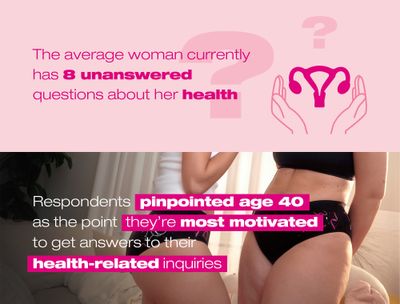 ?
?
The average woman currently
has 8 unanswered
questions about her health
Respondents pinpointed age 40
as the point they're most motivated
to get answers to their
health-related inquiries